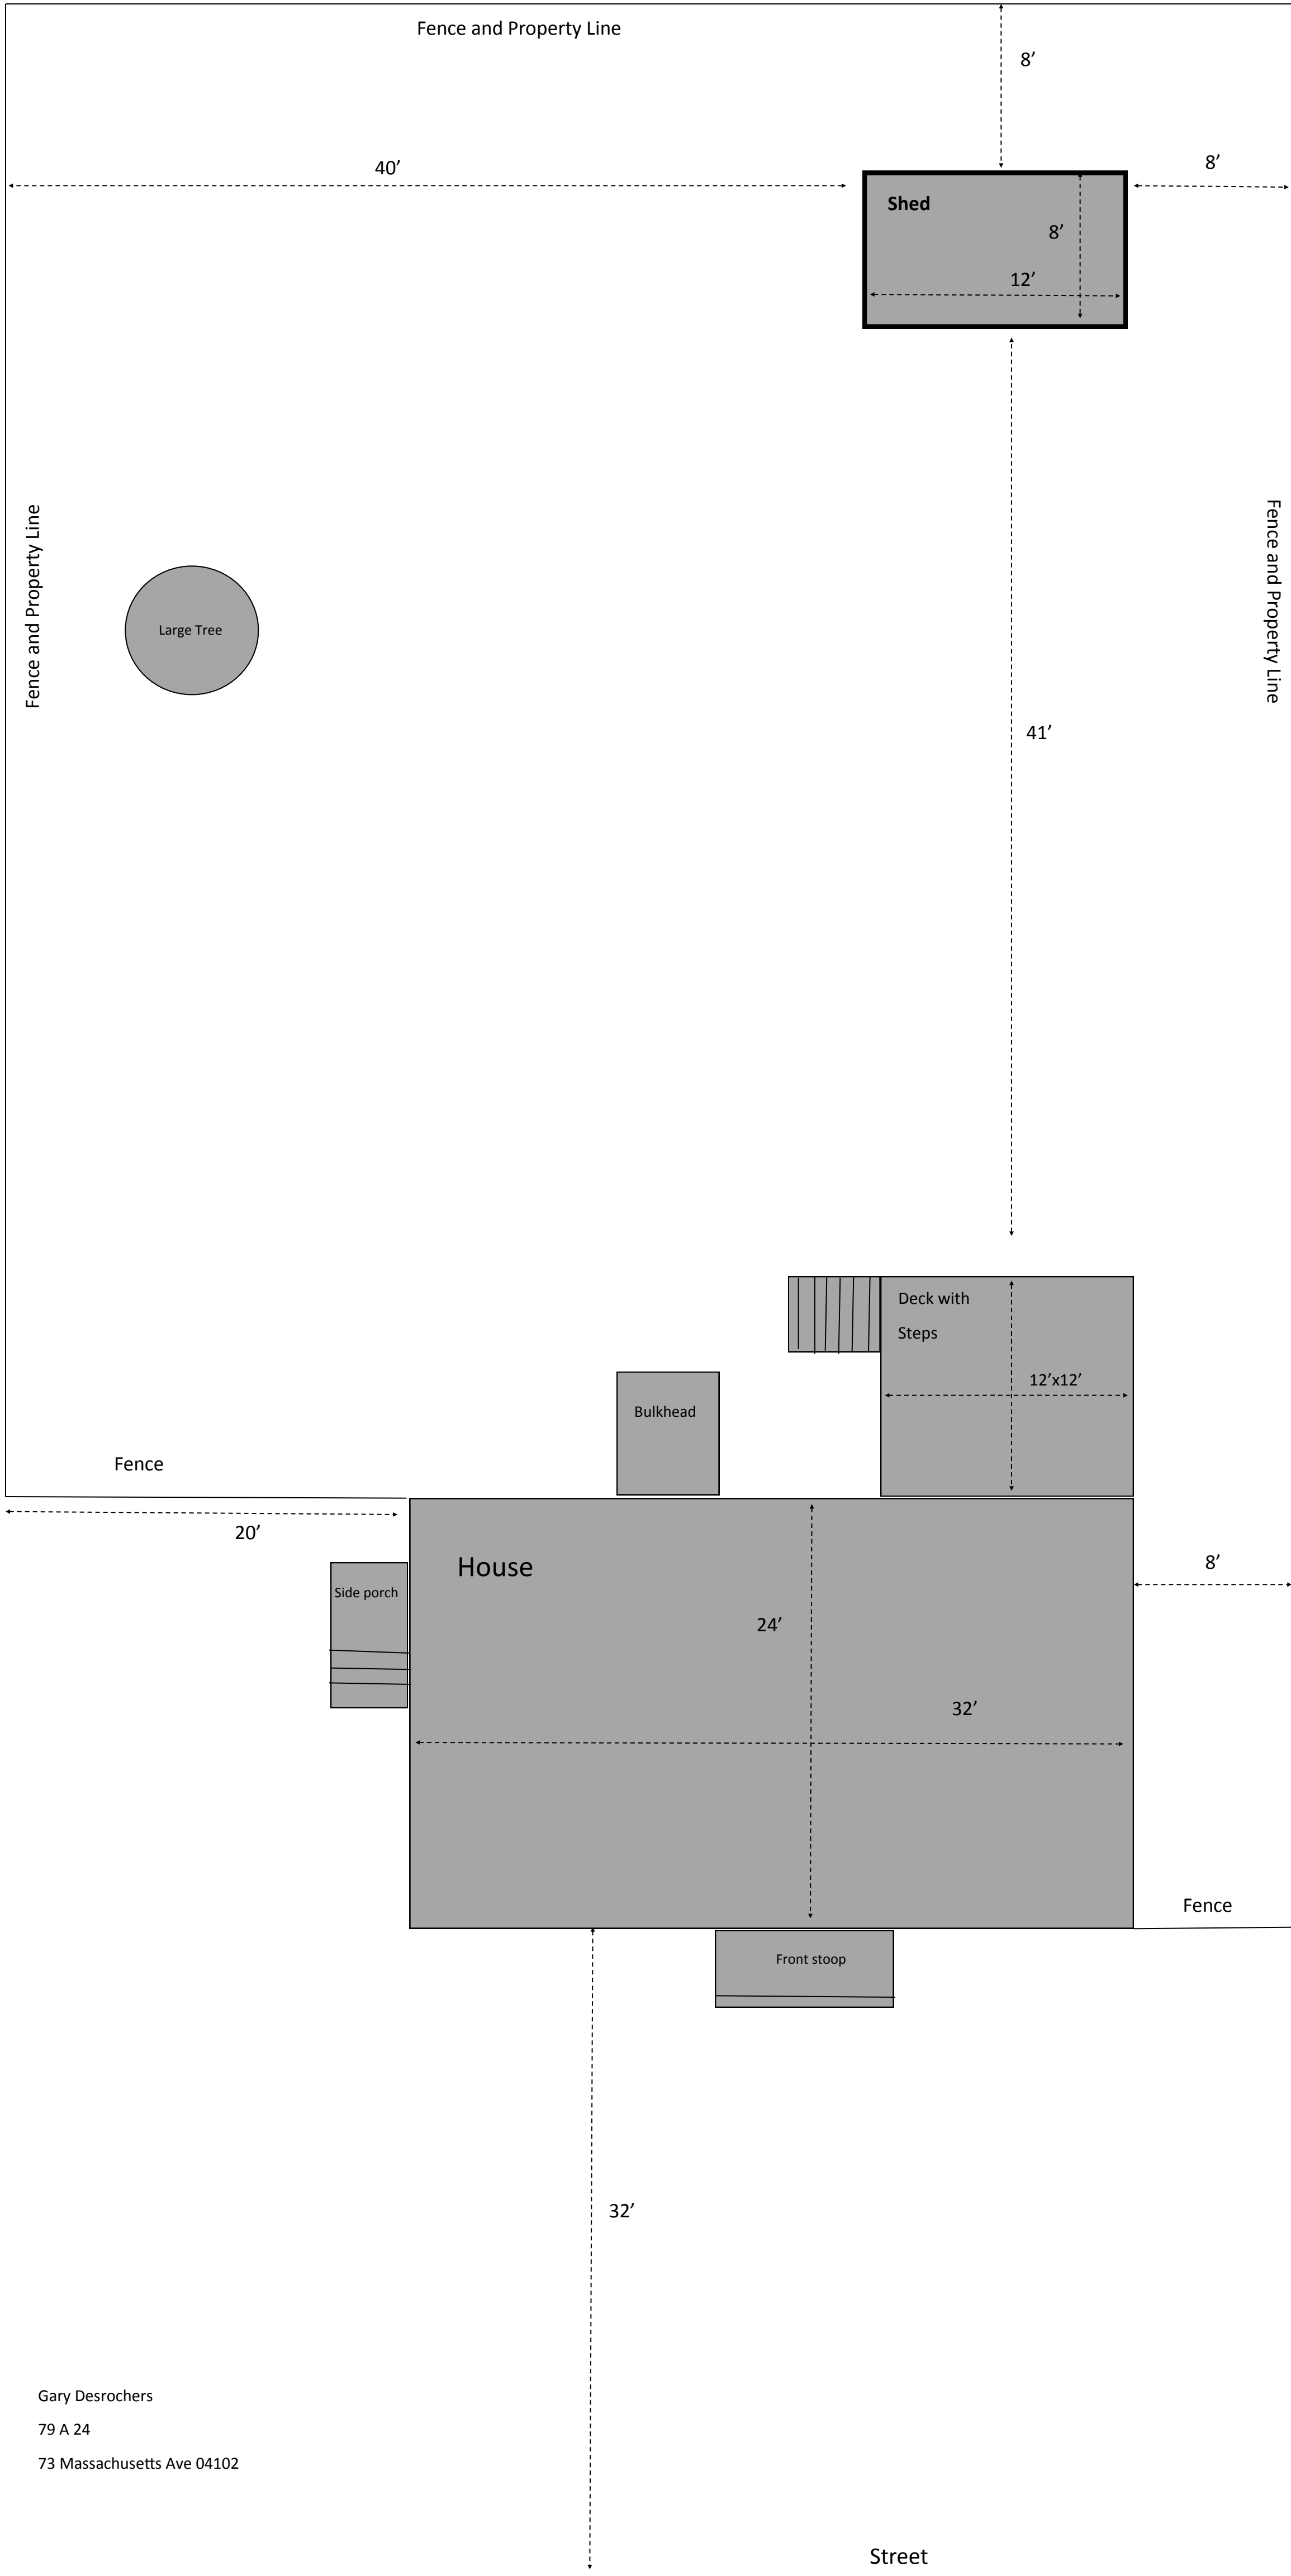 Fence and Property Line
8’
40’
8’
Shed
8’
12’
Fence and Property Line
Fence and Property Line
Large Tree
41’
Deck with
Steps
12’x12’
Bulkhead
Fence
20’
House
8’
Side porch
24’
32’
Fence
Front stoop
32’
Gary Desrochers
79 A 24
73 Massachusetts Ave 04102
Street